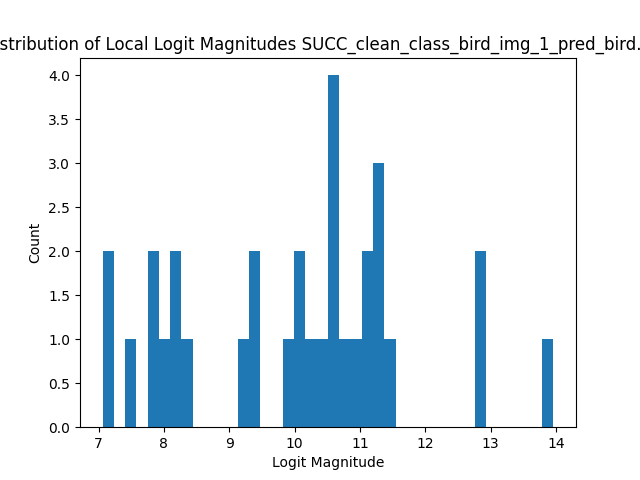 stribution of Local Logit Magnitudes SUCC_clean_class_bird_img_1_pred_bird.
4.0
3.5
3.0
2.5
2.0
1.5
1.0
0.5
0.0
Count
7 8 9 10 11 12 13 14
Logit Magnitude